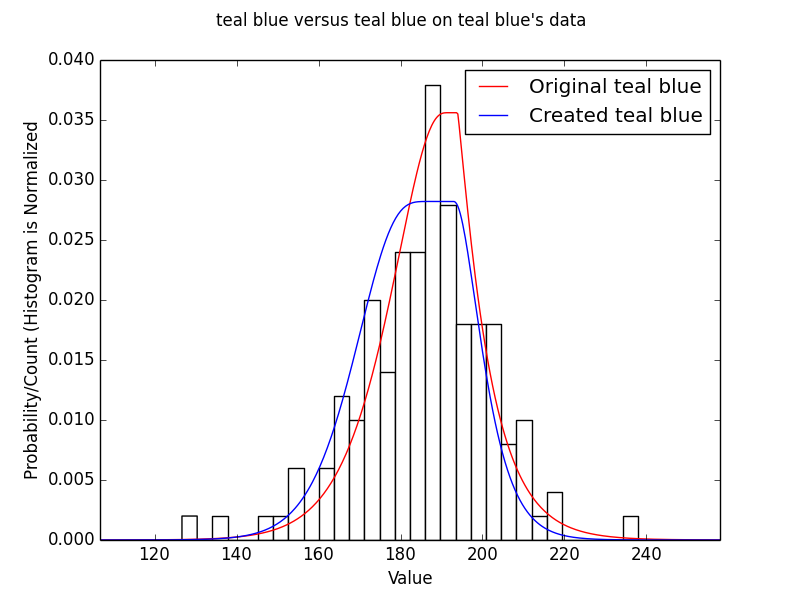 teal blue versus teal blue on teal blue's data
0.040
0.035
0.030
0.025
0.020
0.015
0.010
0.005
0.000
Probability/Count (Histogram is Normalized
Original teal blue
Created teal blue
120 140 160 180 200 220 240
Value